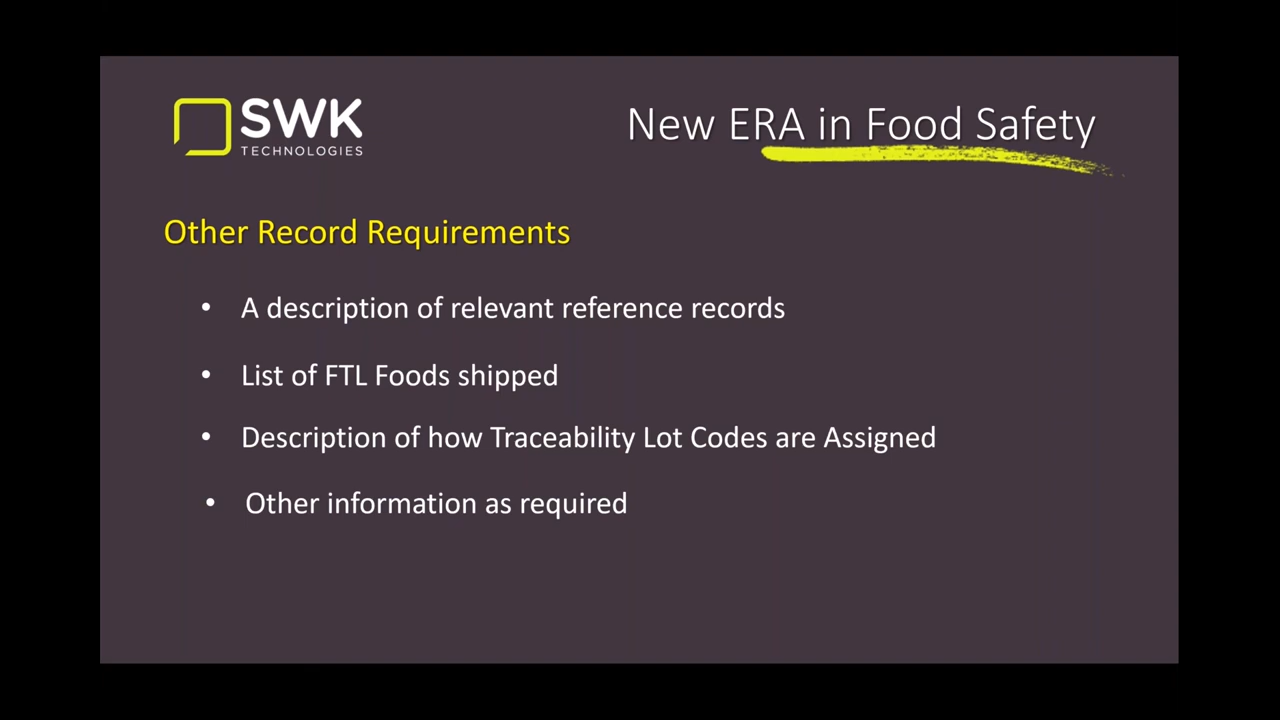 SWK
TECHNOLOGIES
New ERA in Food Safety
Other Record Requirements
• A description of relevant reference records
• List of FTL Foods shipped
• Description of how Traceability Lot Codes are Assigned
• Other information as required